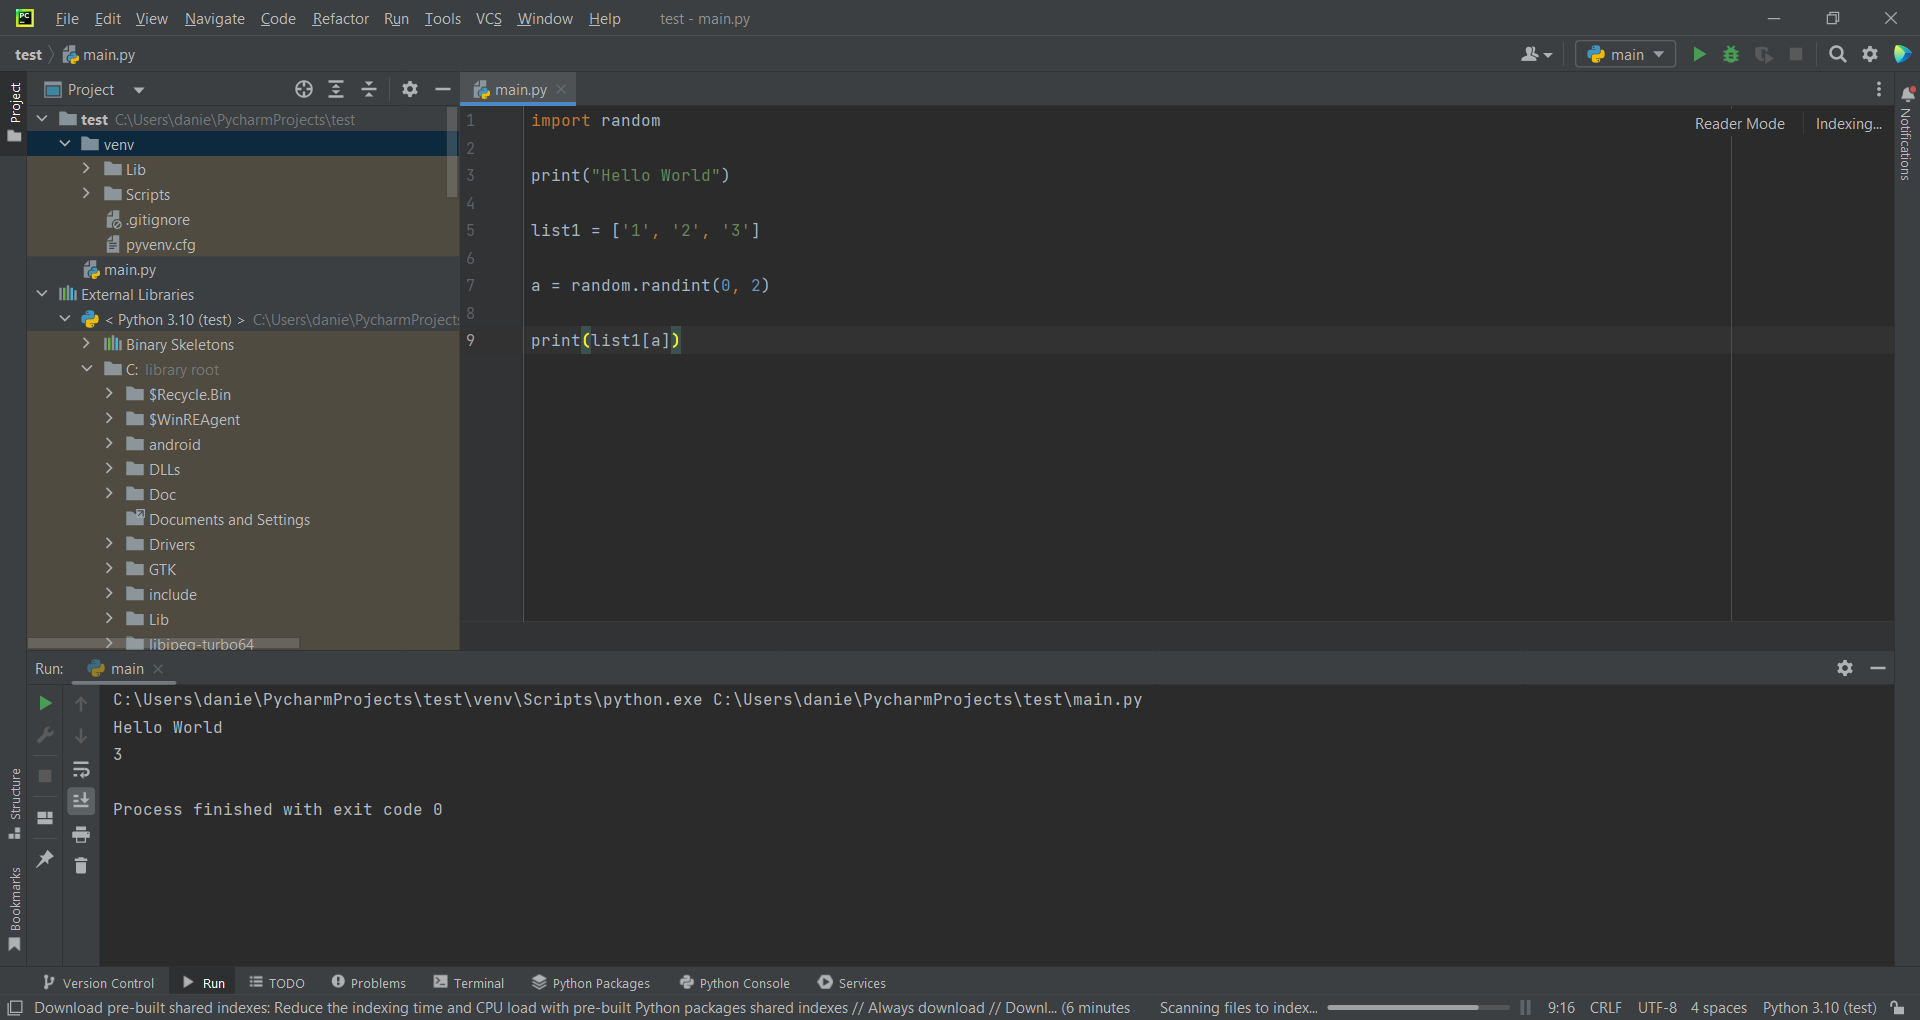 PC
File Edit View Navigate Code Refactor Run Tools VCS Window Help test - main.py
test main.py main
Project
Project
main.py
Reader Mode Indexing...
Notifications
test C:\Users\danie\PycharmProjects\test
venv
Lib
Scripts
.gitignore
pyvenv.cfg
main.py
External Libraries
< Python 3.10 (test) > C:\Users\danie\PycharmProjects
Binary Skeletons
C: library root
$Recycle.Bin
$WinREAgent
android
DLLs
Doc
Documents and Settings
Drivers
GTK
include
Lib
libjpeg-turbo64
1 import random
2
3 print("Hello World")
4
5 list1 = ['1', '2', '3']
6
7 a = random.randint(0, 2)
8
9 print(list1[a])
Run: main
C:\Users\danie\PycharmProjects\test\venv\Scripts\python.exe C:\Users\danie\PycharmProjects\test\main.py
Hello World
3
Process finished with exit code 0
Structure
Bookmarks
Version Control Run TODO Problems Terminal Python Packages Python Console Services
Download pre-built shared indexes: Reduce the indexing time and CPU load with pre-built Python packages shared indexes // Always download // Downl... (6 minutes Scanning files to index... 9:16 CRLF UTF-8 4 spaces Python 3.10 (test)